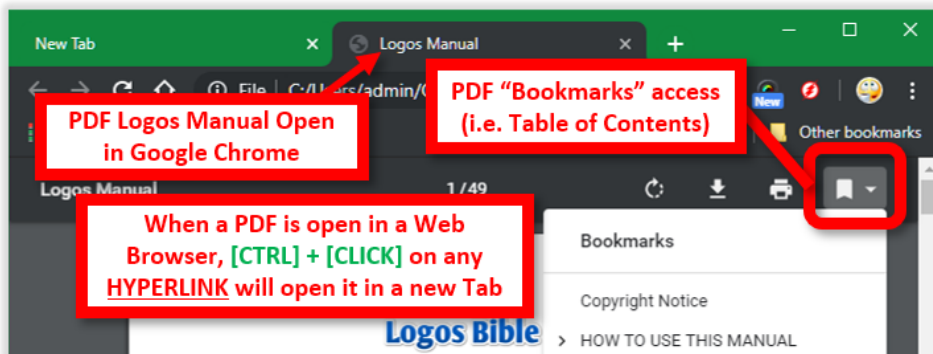 New Tab
Logos Manual
File
C:/Users/admin/
PDF "Bookmarks" access
(i.e. Table of Contents)
New
PDF Logos Manual Open
in Google Chrome
Other bookmarks
Logos Manual
1 / 49
When a PDF is open in a Web
Browser, [CTRL] + [CLICK] on any
HYPERLINK will open it in a new Tab
Bookmarks
Copyright Notice
HOW TO USE THIS MANUAL
Logos Bible